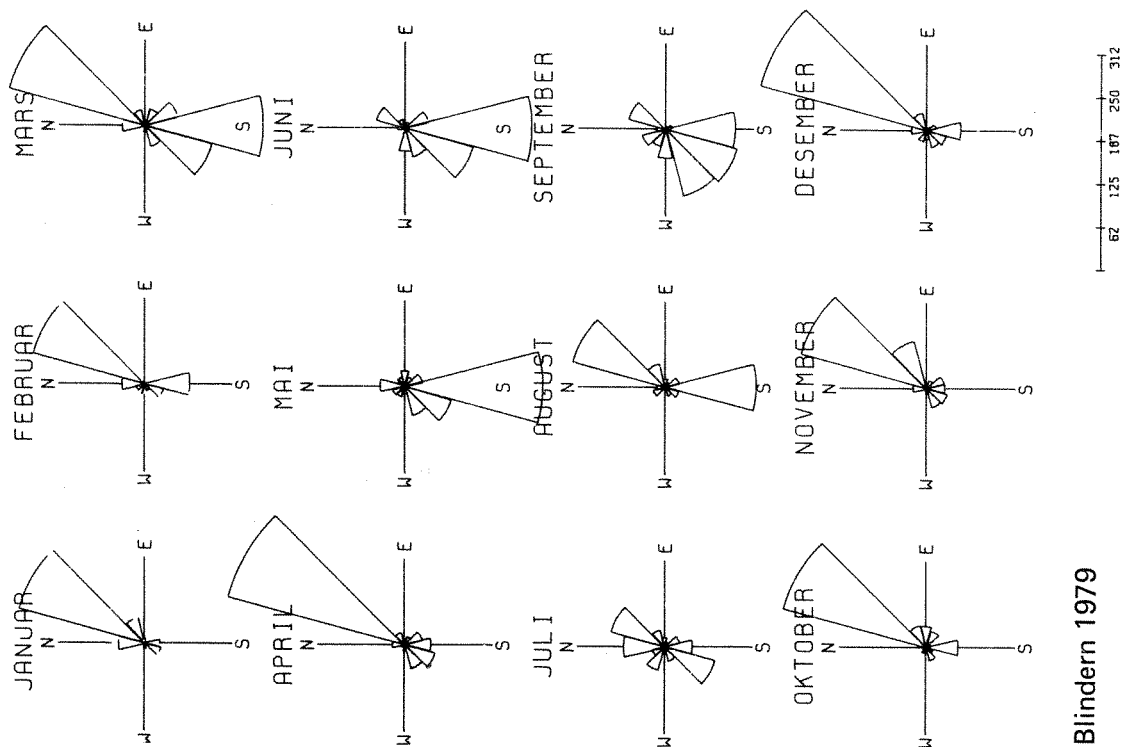 JANUAR
N
W
E
S
FEBRUAR
N
W
E
S
MARS
N
W
E
S
APRIL
N
W
E
S
MAI
N
W
E
S
JUNI
N
W
E
S
JULI
N
W
E
S
AUGUST
N
W
E
S
SEPTEMBER
N
W
E
S
OKTOBER
N
W
E
S
NOVEMBER
N
W
E
S
DESEMBER
N
W
E
S
Blindern 1979
62 125 187 250 312